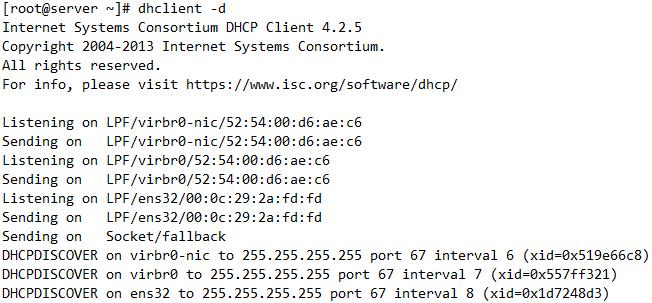 [root@server ~]# dhclient -d
Internet Systems Consortium DHCP Client 4.2.5
Copyright 2004-2013 Internet Systems Consortium.
All rights reserved.
For info, please visit https://www.isc.org/software/dhcp/

Listening on LPF/virbr0-nic/52:54:00:d6:ae:c6
Sending on   LPF/virbr0-nic/52:54:00:d6:ae:c6
Listening on LPF/virbr0/52:54:00:d6:ae:c6
Sending on   LPF/virbr0/52:54:00:d6:ae:c6
Listening on LPF/ens32/00:0c:29:2a:fd:fd
Sending on   LPF/ens32/00:0c:29:2a:fd:fd
Sending on   Socket/fallback
DHCPDISCOVER on virbr0-nic to 255.255.255.255 port 67 interval 6 (xid=0x519e66c8)
DHCPDISCOVER on virbr0 to 255.255.255.255 port 67 interval 7 (xid=0x557ff321)
DHCPDISCOVER on ens32 to 255.255.255.255 port 67 interval 8 (xid=0x1d7248d3)